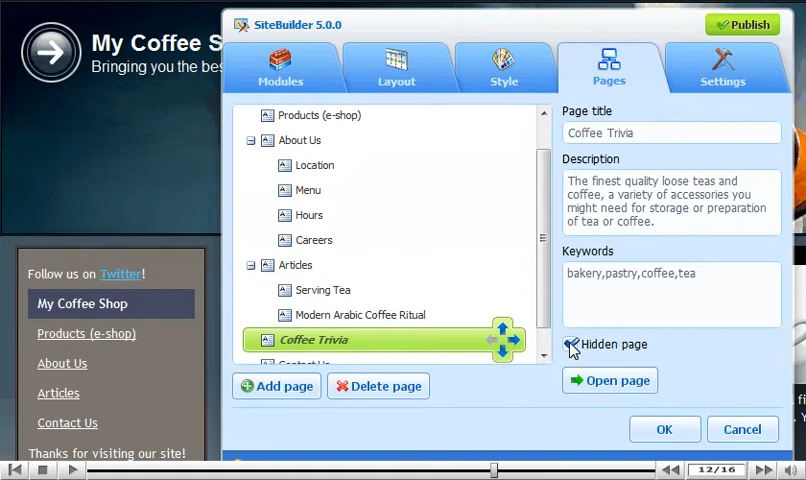 My Coffee S
Bringing you the bes
SiteBuilder 5.0.0
Publish
Modules
Layout
Style
Pages
Settings
Products (e-shop)
About Us
Location
Menu
Hours
Careers
Articles
Serving Tea
Modern Arabic Coffee Ritual
Coffee Trivia
Contact Us
Add page
Delete page
Page title
Coffee Trivia
Description
The finest quality loose teas and
coffee, a variety of accessories you
might need for storage or preparation
of tea or coffee.
Keywords
bakery,pastry,coffee,tea
Hidden page
Open page
OK
Cancel
Follow us on Twitter!
My Coffee Shop
Products (e-shop)
About Us
Articles
Contact Us
Thanks for visiting our site!
12/16